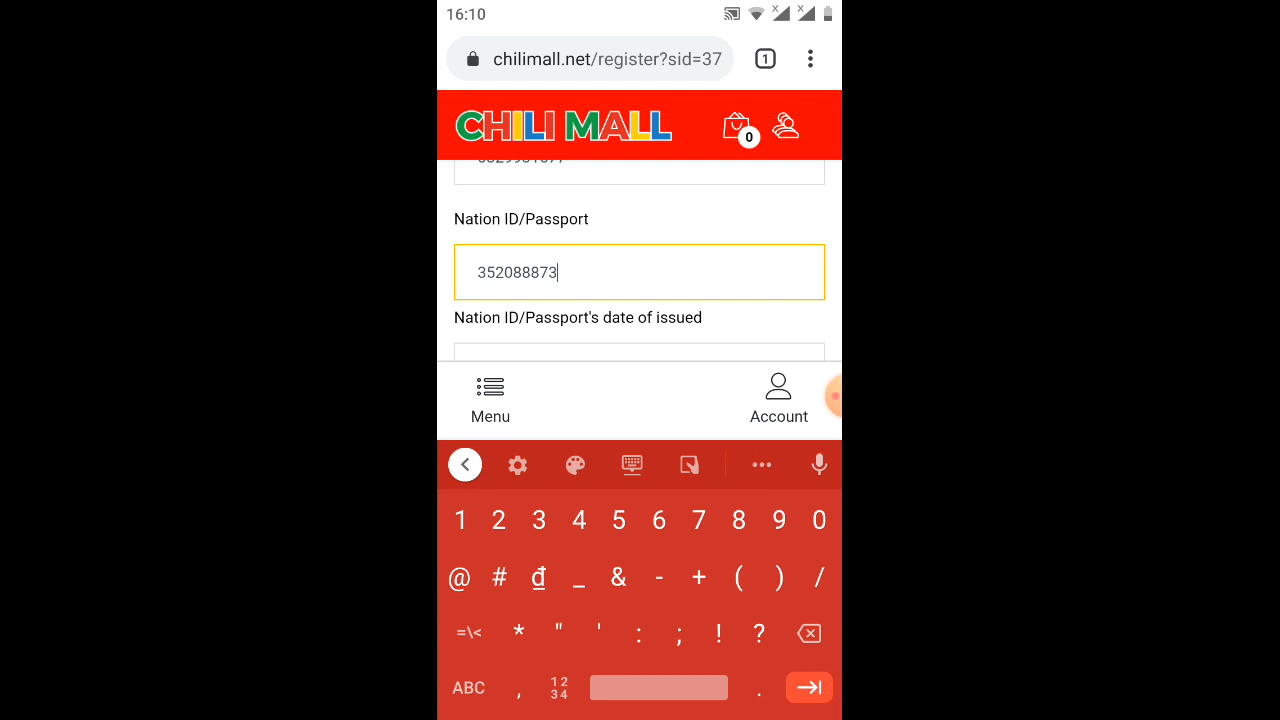 16:10
chilimall.net/register?sid=37
1
CHILI MALL
0
Nation ID/Passport
352088873
Nation ID/Passport's date of issued
Menu
Account
1 2 3 4 5 6 7 8 9 0
@ # ₫ _ & - + ( ) /
=\< * " ' : ; ! ?
ABC , 12 34 .